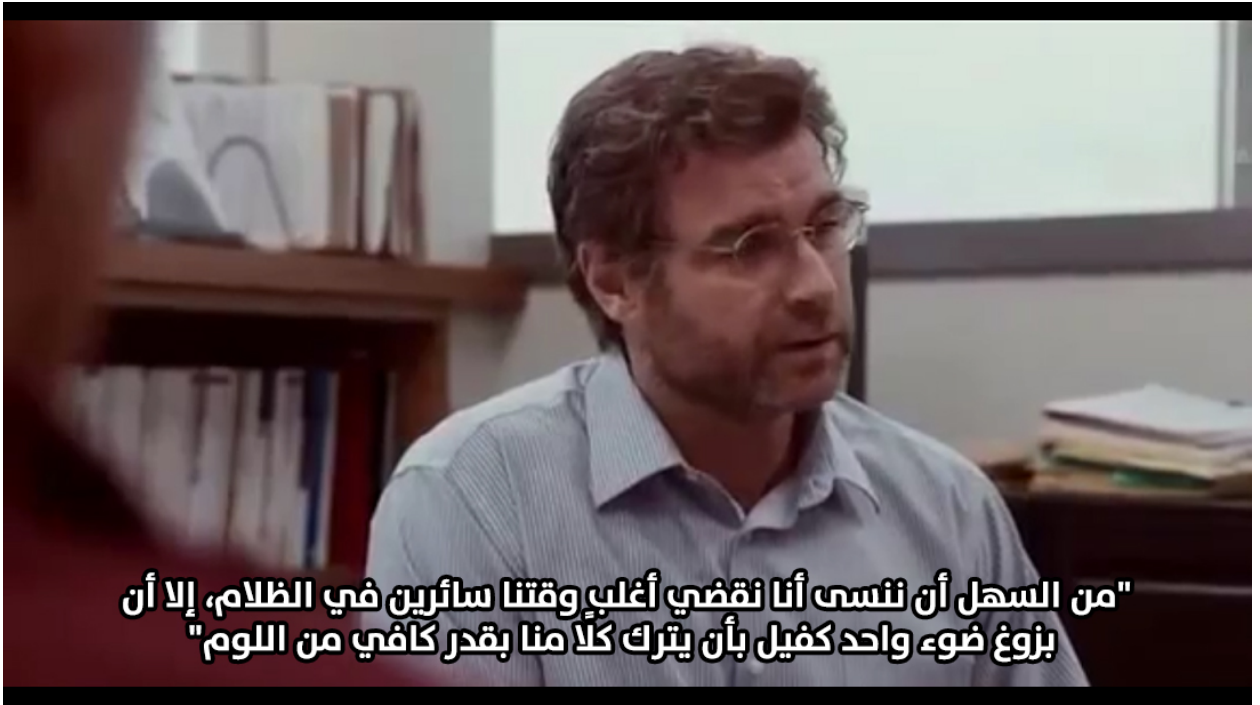 "من السهل أن ننسى أنا نقضي أغلب وقتنا سائرين في الظلام، إلا أن
بزوغ ضوء واحد كفيل بأن يترك كلًا منا بقدر كافي من اللوم"